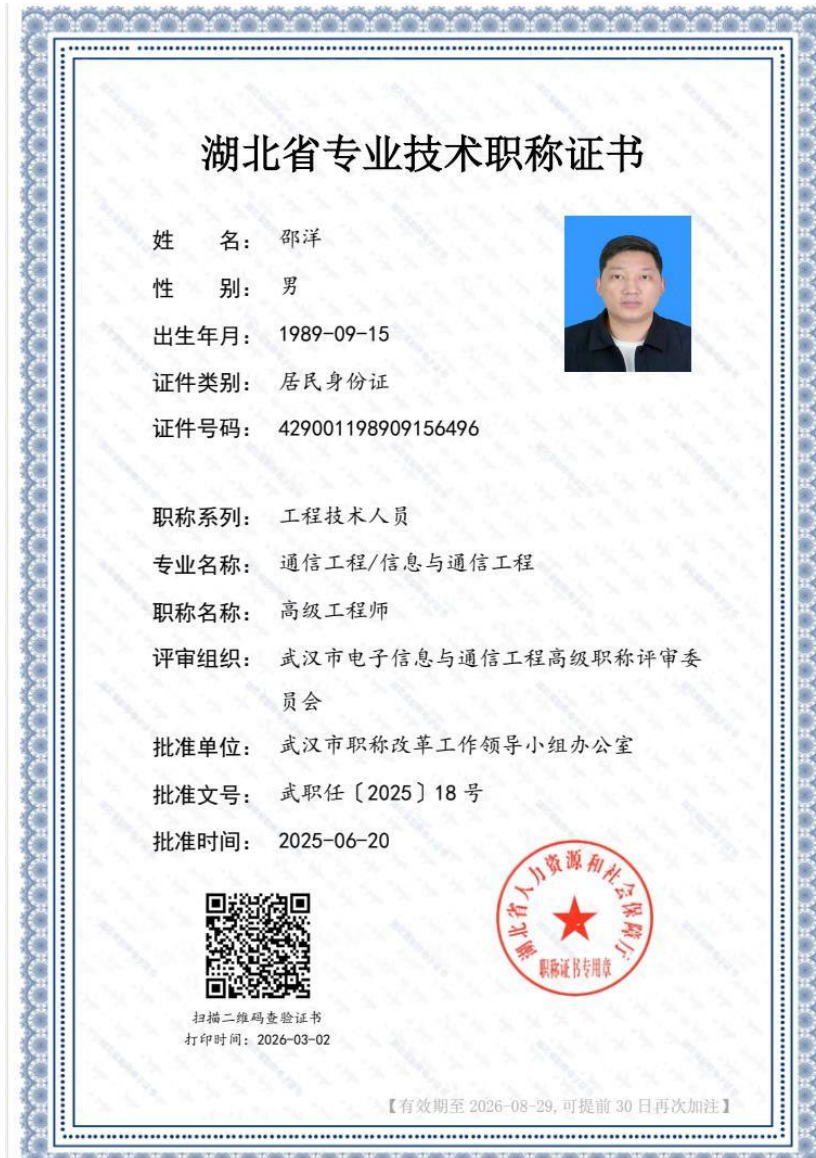 湖北省专业技术职称证书
姓 名： 邵洋
性 别： 男
出生年月： 1989-09-15
证件类别： 居民身份证
证件号码： 429001198909156496
职称系列： 工程技术人员
专业名称： 通信工程/信息与通信工程
职称名称： 高级工程师
评审组织： 武汉市电子信息与通信工程高级职称评审委
员会
批准单位： 武汉市职称改革工作领导小组办公室
批准文号： 武职任〔2025〕18 号
批准时间： 2025-06-20
湖北省人力资源和社会保障厅
职称证书专用章
扫描二维码查验证书
打印时间：2026-03-02
【有效期至 2026-08-29,可提前 30 日再次加注】